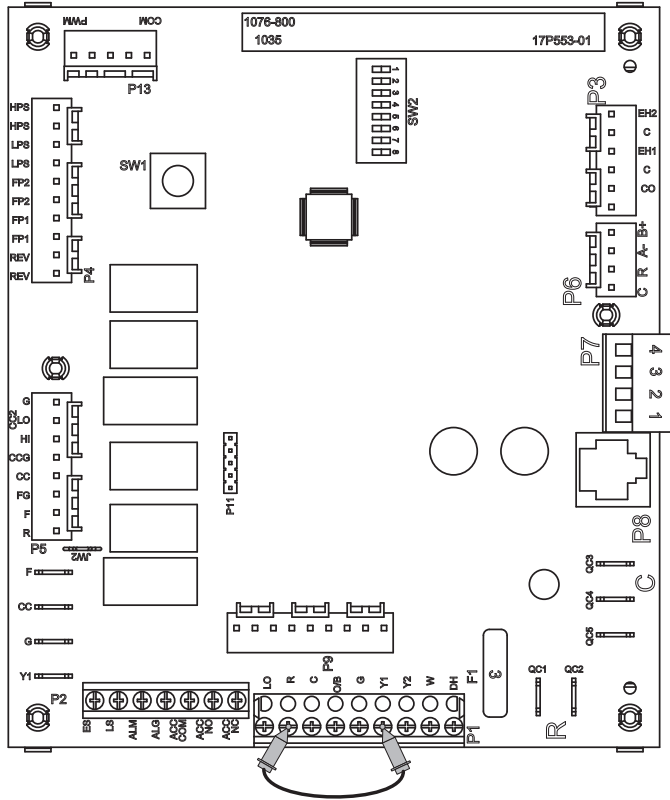 PWM COM
P13
1076-800
1035 17P553-01
1
2
3
4
5
6
7
8
SW2
P3
EH2
C
EH1
C
CO
HPS
HPS
LPS
LPS
FP2
FP2
FP1
FP1
REV
REV
P4
SW1
P6
B+
A-
R
C
P7
4
3
2
1
G
CC2
LO
HI
CCG
CC
FG
F
R
P5
JW2
P11
P8
F
CC
G
Y1
P2
QC3
QC4
QC5
C
P9
F1
3
QC1
QC2
R
ES
LS
ALM
ALG
ACC COM
ACC NO
ACC NC
LO
R
C
O/B
G
Y1
Y2
W
DH
P1